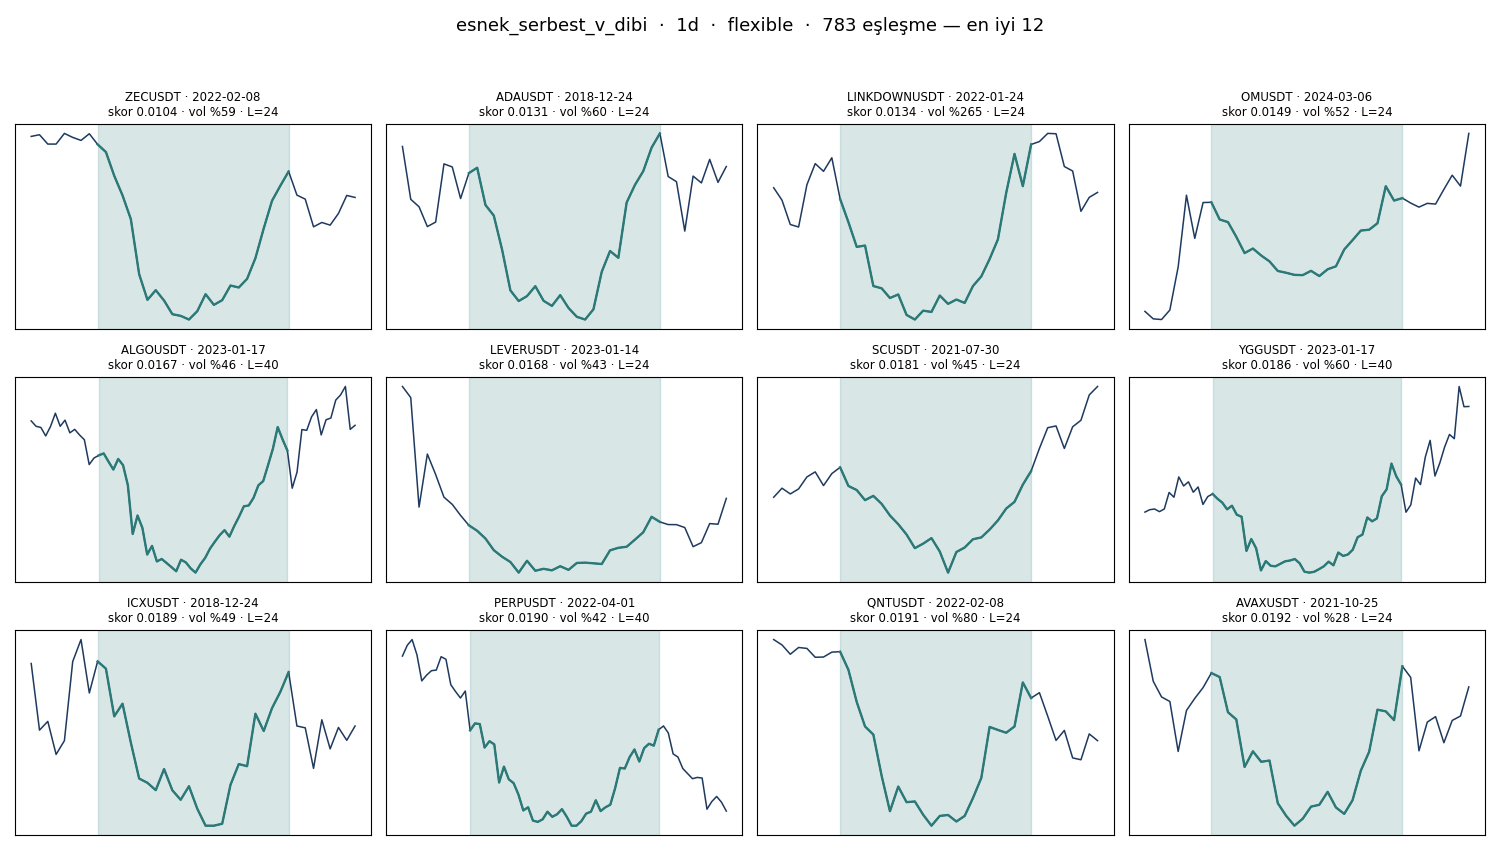 esnek_serbest_v_dibi · 1d · flexible · 783 eşleşme — en iyi 12
ZECUSDT · 2022-02-08
skor 0.0104 · vol %59 · L=24
ADAUSDT · 2018-12-24
skor 0.0131 · vol %60 · L=24
LINKDOWNUSDT · 2022-01-24
skor 0.0134 · vol %265 · L=24
OMUSDT · 2024-03-06
skor 0.0149 · vol %52 · L=24
ALGOUSDT · 2023-01-17
skor 0.0167 · vol %46 · L=40
LEVERUSDT · 2023-01-14
skor 0.0168 · vol %43 · L=24
SCUSDT · 2021-07-30
skor 0.0181 · vol %45 · L=24
YGGUSDT · 2023-01-17
skor 0.0186 · vol %60 · L=40
ICXUSDT · 2018-12-24
skor 0.0189 · vol %49 · L=24
PERPUSDT · 2022-04-01
skor 0.0190 · vol %42 · L=40
QNTUSDT · 2022-02-08
skor 0.0191 · vol %80 · L=24
AVAXUSDT · 2021-10-25
skor 0.0192 · vol %28 · L=24